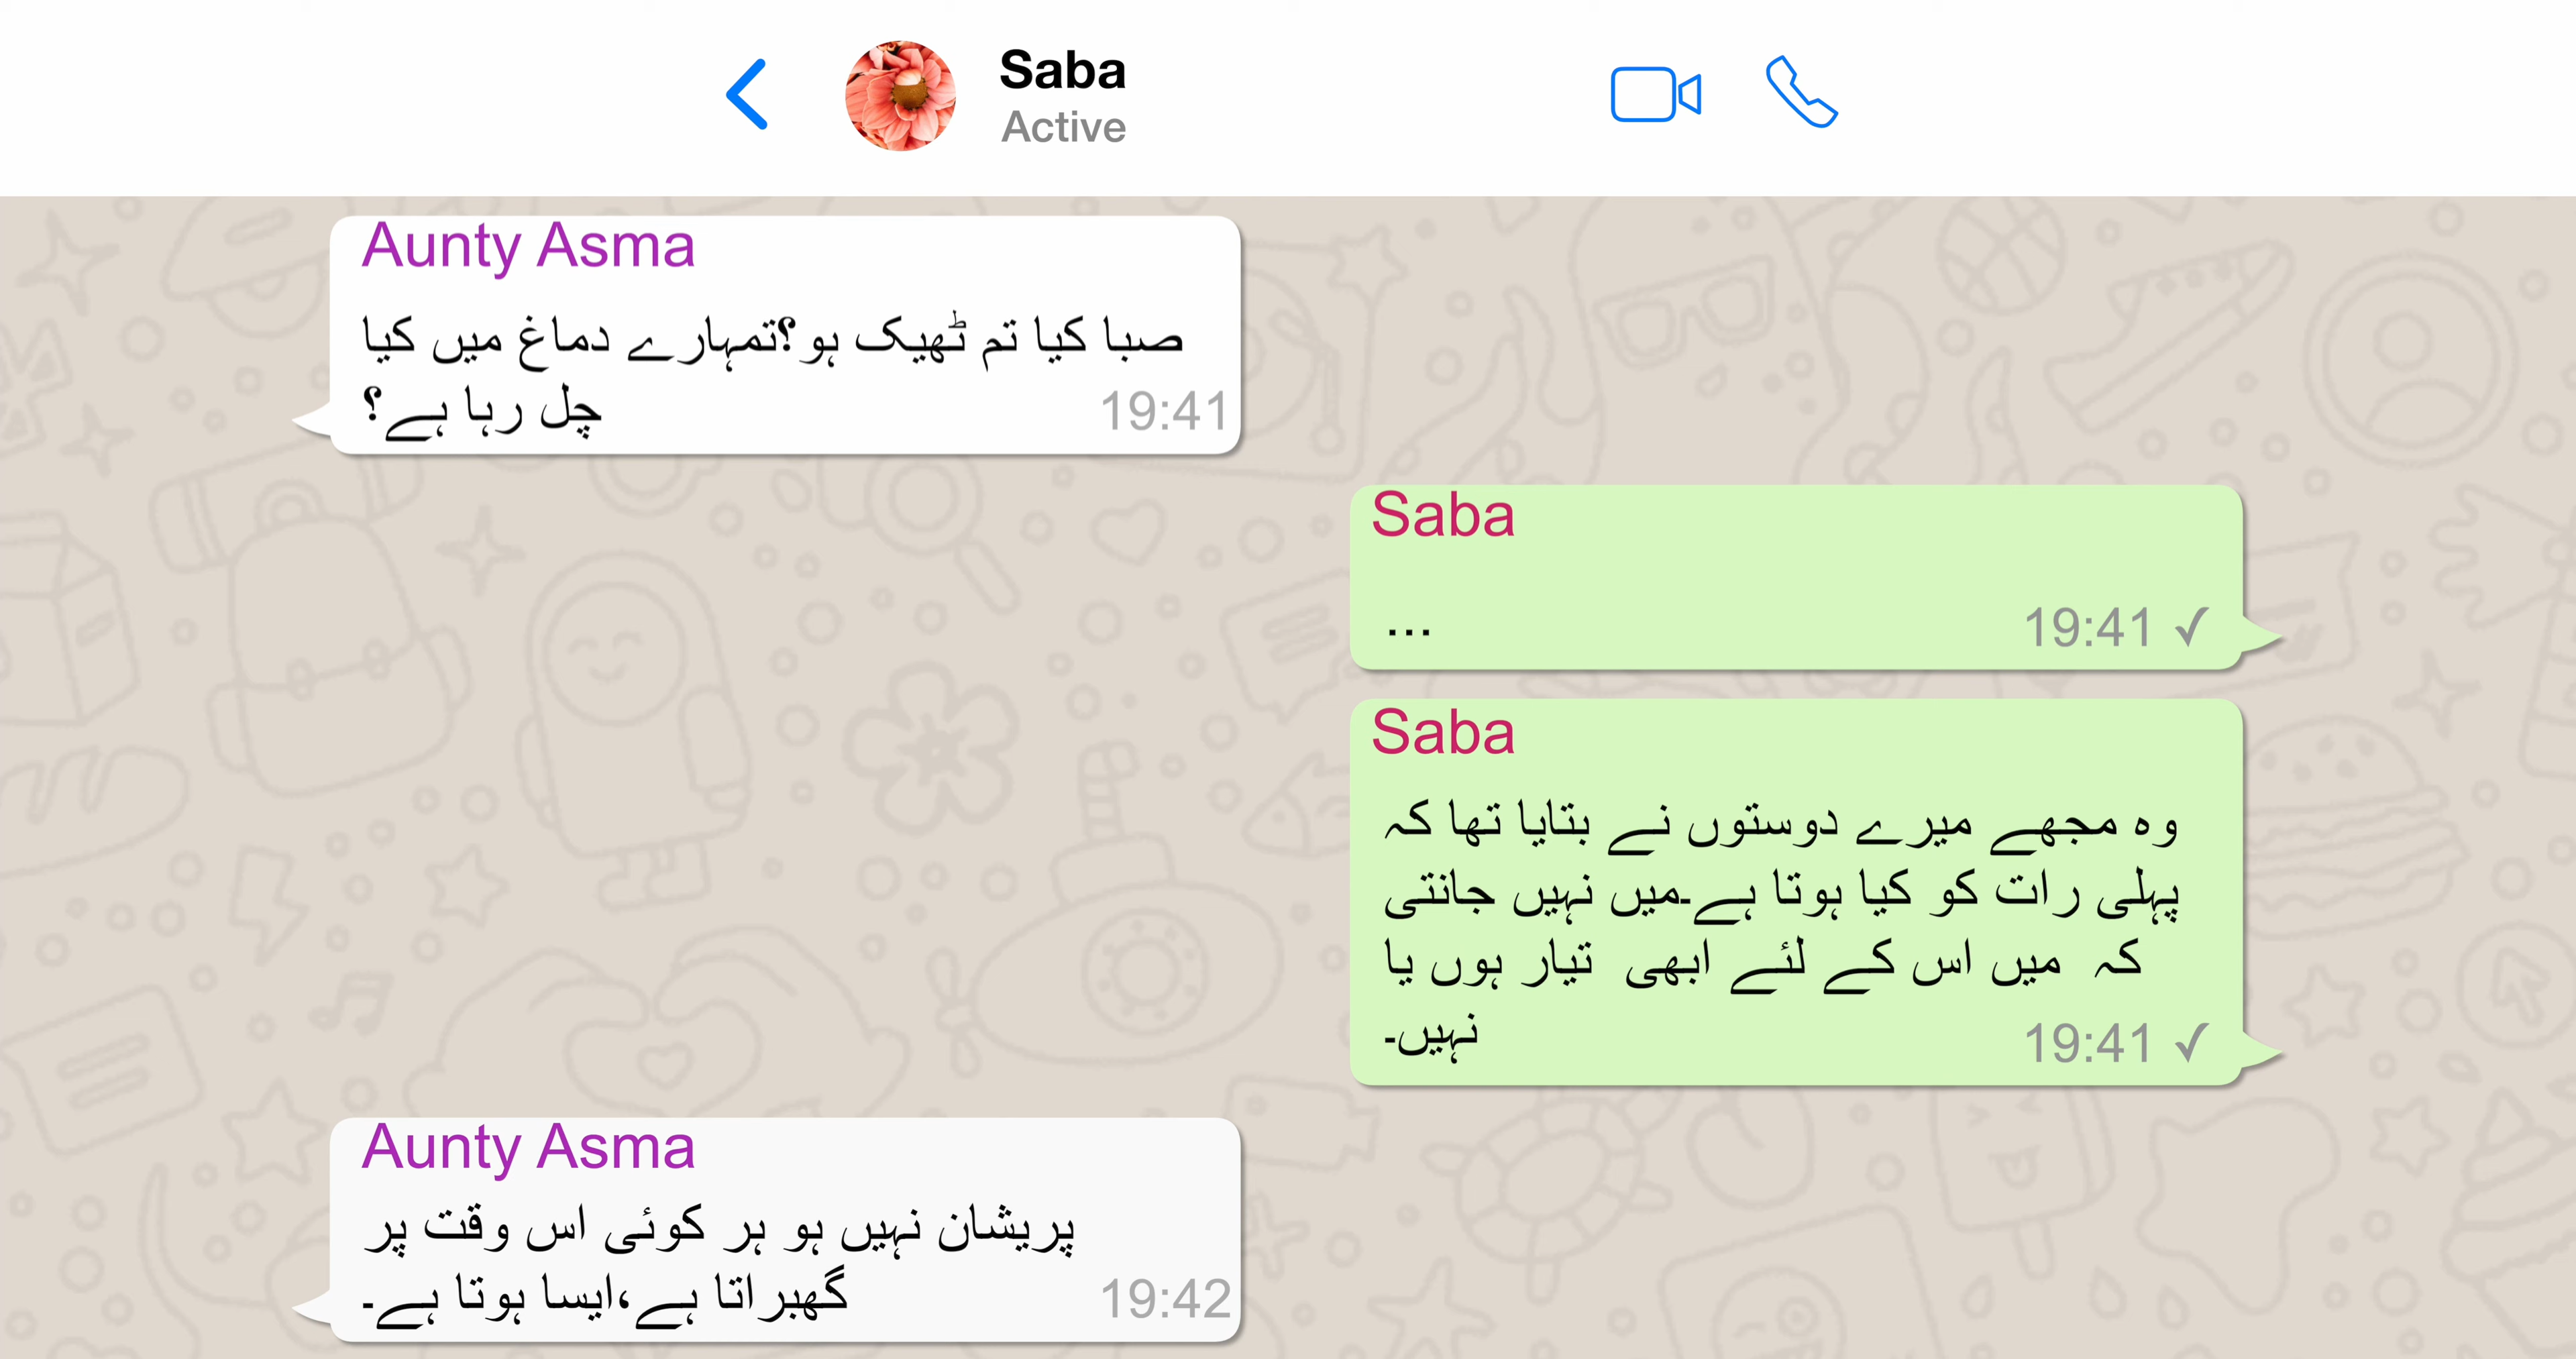 Saba
Active
Aunty Asma
صبا کیا تم ٹھیک ہو؟تمہارے دماغ میں کیا
چل رہا ہے؟
19:41
Saba
...
19:41 ✓
Saba
وہ مجھے میرے دوستوں نے بتایا تھا کہ
پہلی رات کو کیا ہوتا ہے۔میں نہیں جانتی
کہ میں اس کے لئے ابھی تیار ہوں یا
نہیں۔
19:41 ✓
Aunty Asma
پریشان نہیں ہو ہر کوئی اس وقت پر
گھبراتا ہے،ایسا ہوتا ہے۔
19:42